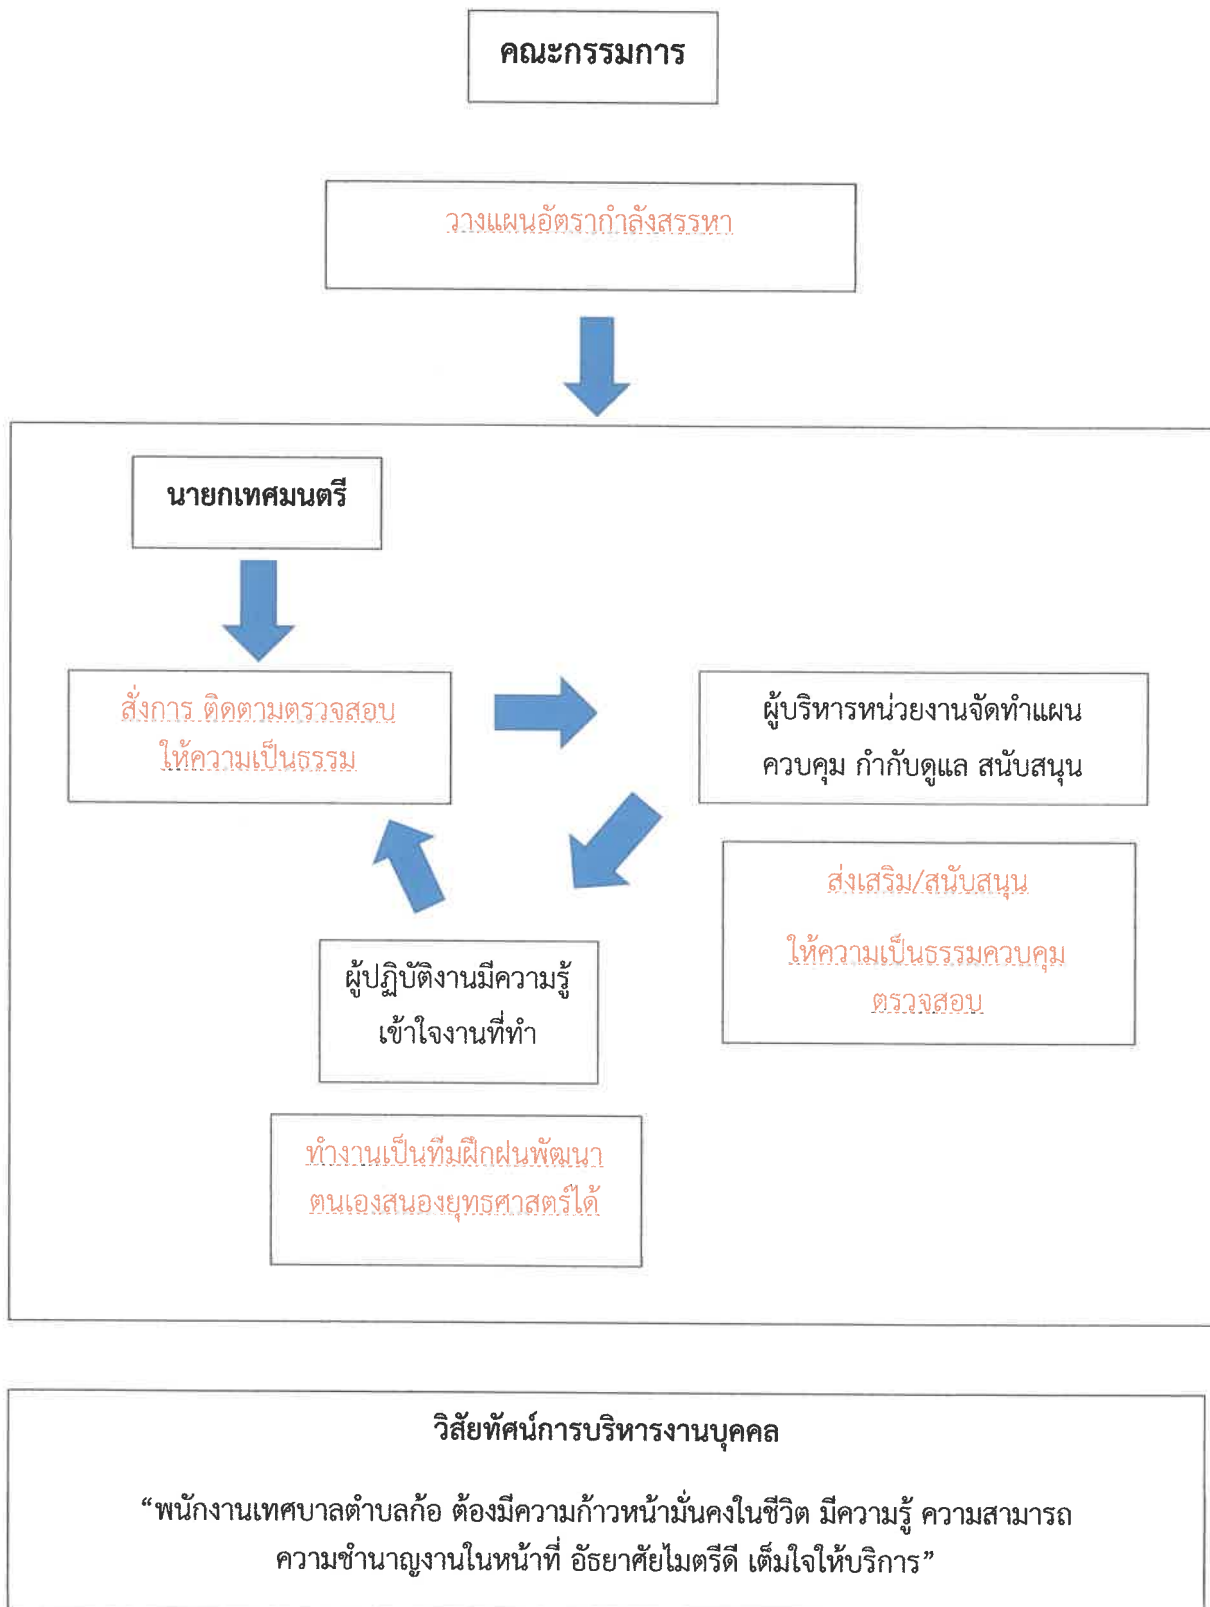 คณะกรรมการ
วางแผนอัตรากำลังสรรหา
นายกเทศมนตรี
สั่งการ ติดตามตรวจสอบ
ให้ความเป็นธรรม
ผู้บริหารหน่วยงานจัดทำแผน
ควบคุม กำกับดูแล สนับสนุน
ส่งเสริม/สนับสนุน
ให้ความเป็นธรรมควบคุม
ตรวจสอบ
ผู้ปฏิบัติงานมีความรู้
เข้าใจงานที่ทำ
ทำงานเป็นทีมฝึกฝนพัฒนา
ตนเองสนองยุทธศาสตร์ได้
วิสัยทัศน์การบริหารงานบุคคล
“พนักงานเทศบาลตำบลก้อ ต้องมีความก้าวหน้ามั่นคงในชีวิต มีความรู้ ความสามารถ
ความชำนาญงานในหน้าที่ อัธยาศัยไมตรีดี เต็มใจให้บริการ”